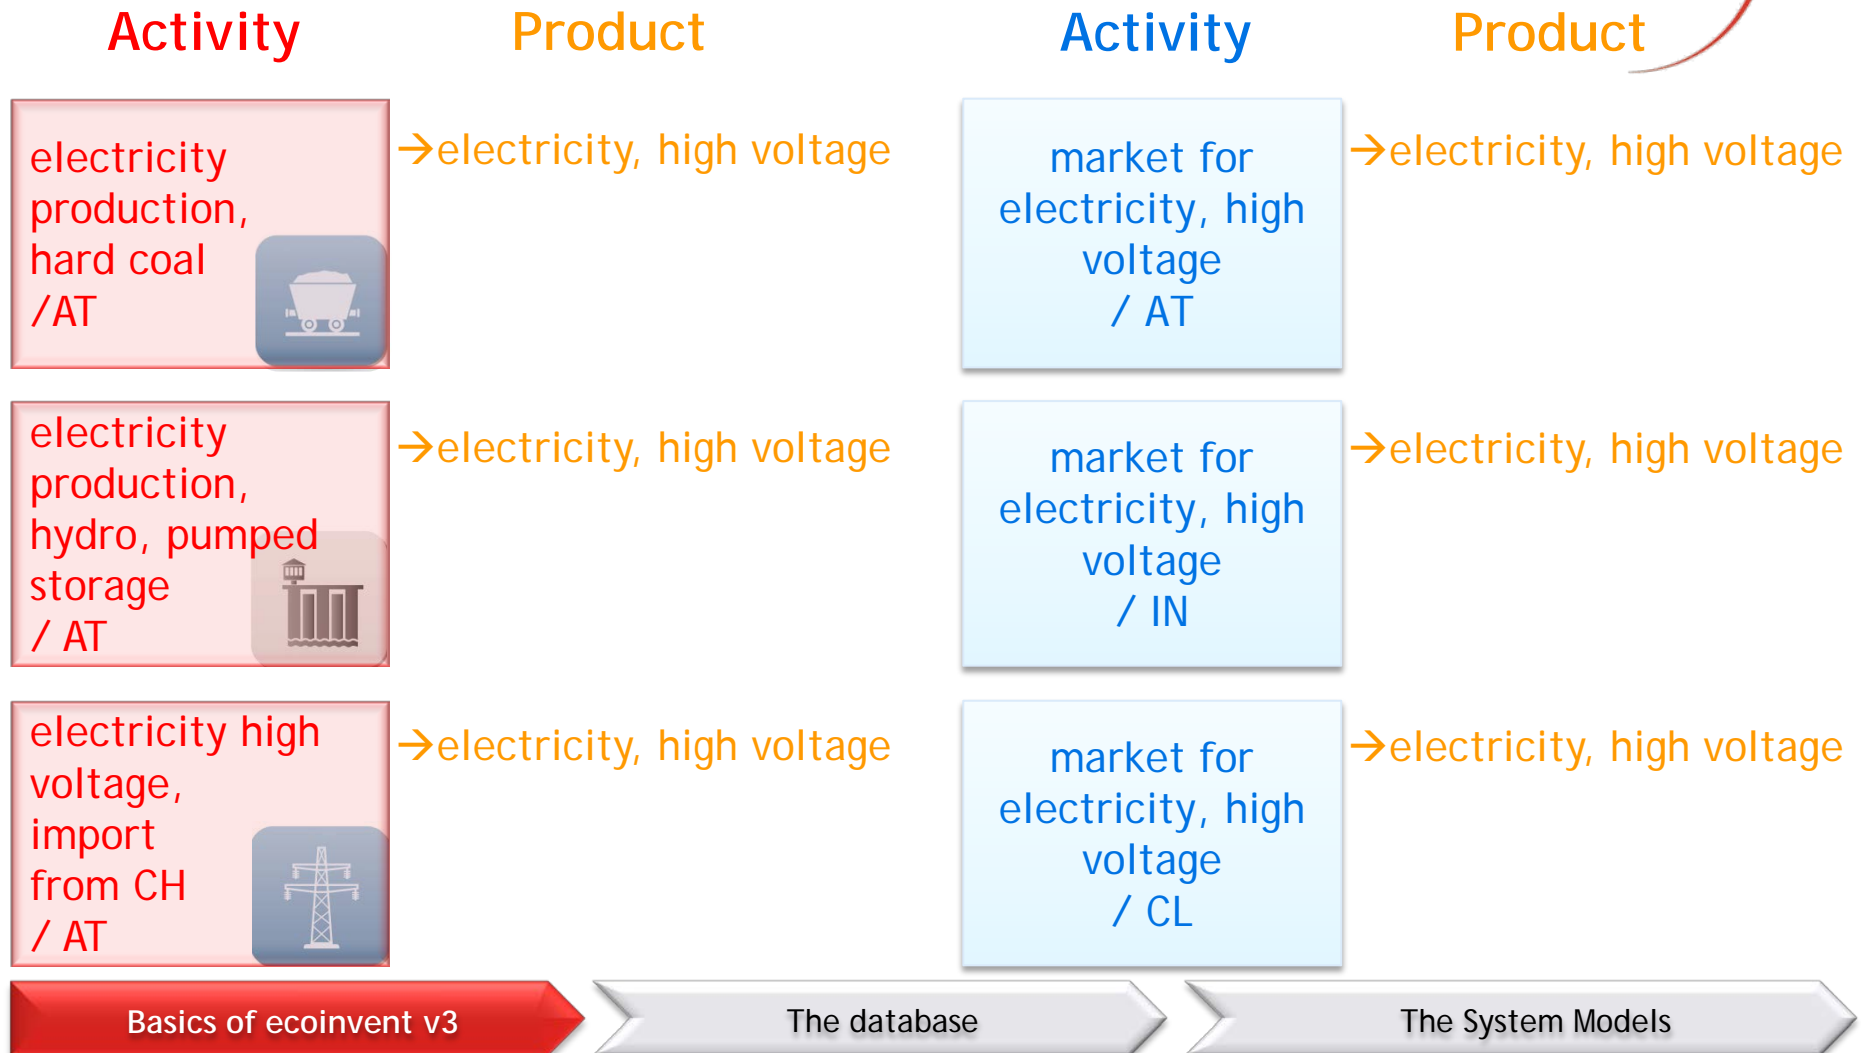 Activity
Product
Activity
Product
electricity
production,
hard coal
/AT
→electricity, high voltage
market for
electricity, high
voltage
/ AT
→electricity, high voltage
electricity
production,
hydro, pumped
storage
/ AT
→electricity, high voltage
market for
electricity, high
voltage
/ IN
→electricity, high voltage
electricity high
voltage,
import
from CH
/ AT
→electricity, high voltage
market for
electricity, high
voltage
/ CL
→electricity, high voltage
Basics of ecoinvent v3
The database
The System Models